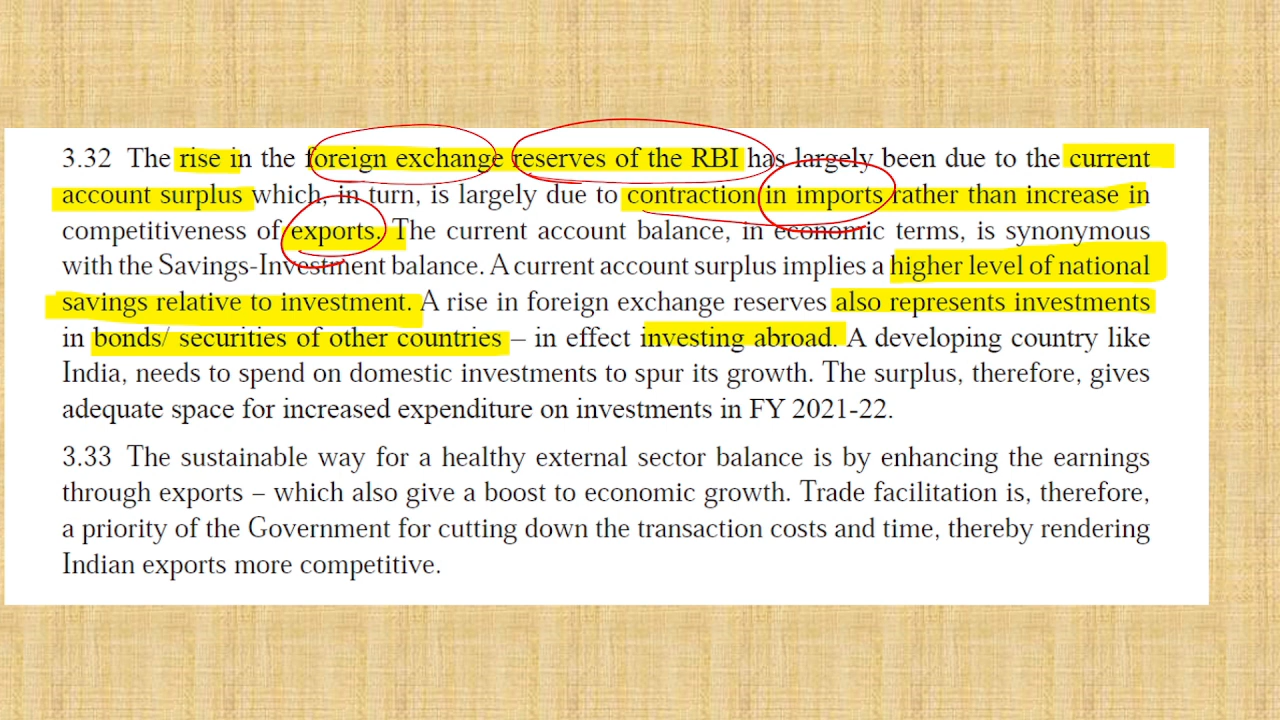 3.32 The rise in the foreign exchange reserves of the RBI has largely been due to the current
account surplus which, in turn, is largely due to contraction in imports rather than increase in
competitiveness of exports. The current account balance, in economic terms, is synonymous
with the Savings-Investment balance. A current account surplus implies a higher level of national
savings relative to investment. A rise in foreign exchange reserves also represents investments
in bonds/ securities of other countries – in effect investing abroad. A developing country like
India, needs to spend on domestic investments to spur its growth. The surplus, therefore, gives
adequate space for increased expenditure on investments in FY 2021-22.
3.33 The sustainable way for a healthy external sector balance is by enhancing the earnings
through exports – which also give a boost to economic growth. Trade facilitation is, therefore,
a priority of the Government for cutting down the transaction costs and time, thereby rendering
Indian exports more competitive.